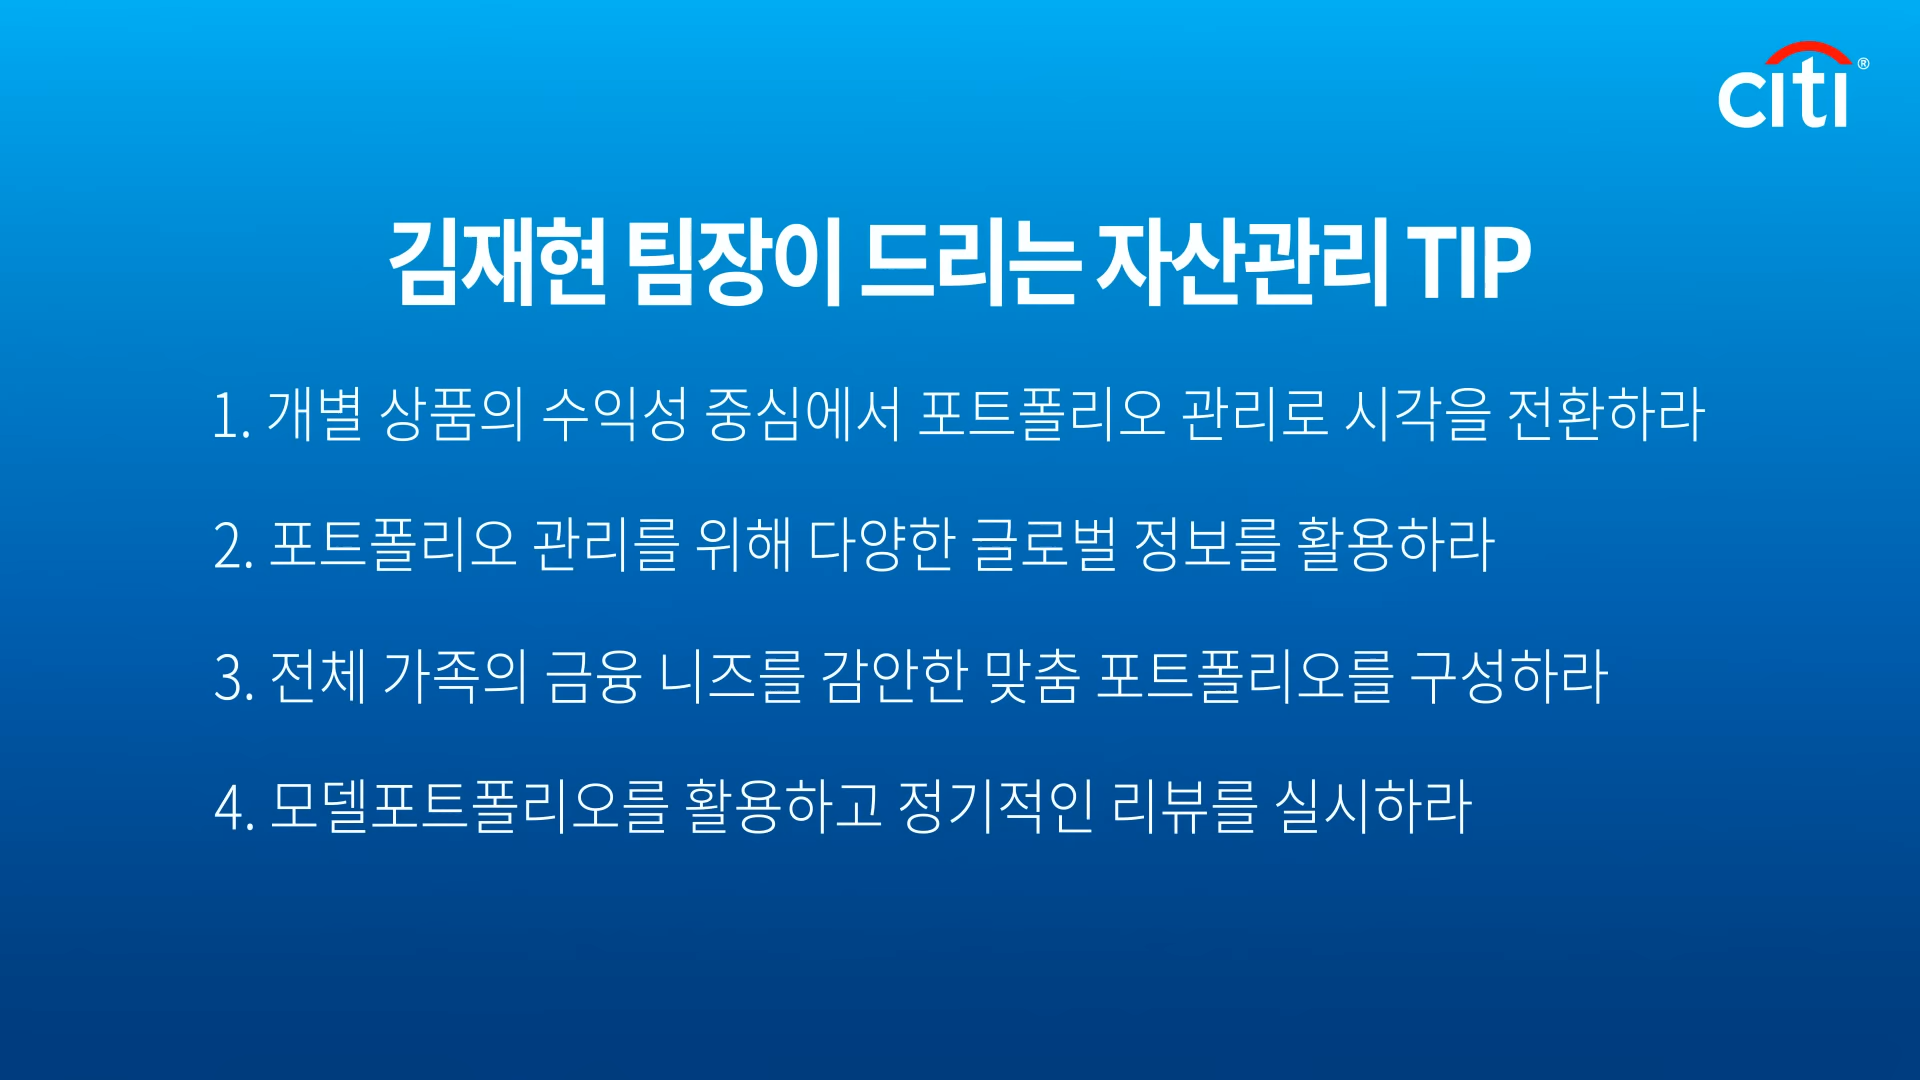 citi®
김재현 팀장이 드리는 자산관리 TIP
1. 개별 상품의 수익성 중심에서 포트폴리오 관리로 시각을 전환하라
2. 포트폴리오 관리를 위해 다양한 글로벌 정보를 활용하라
3. 전체 가족의 금융 니즈를 감안한 맞춤 포트폴리오를 구성하라
4. 모델포트폴리오를 활용하고 정기적인 리뷰를 실시하라